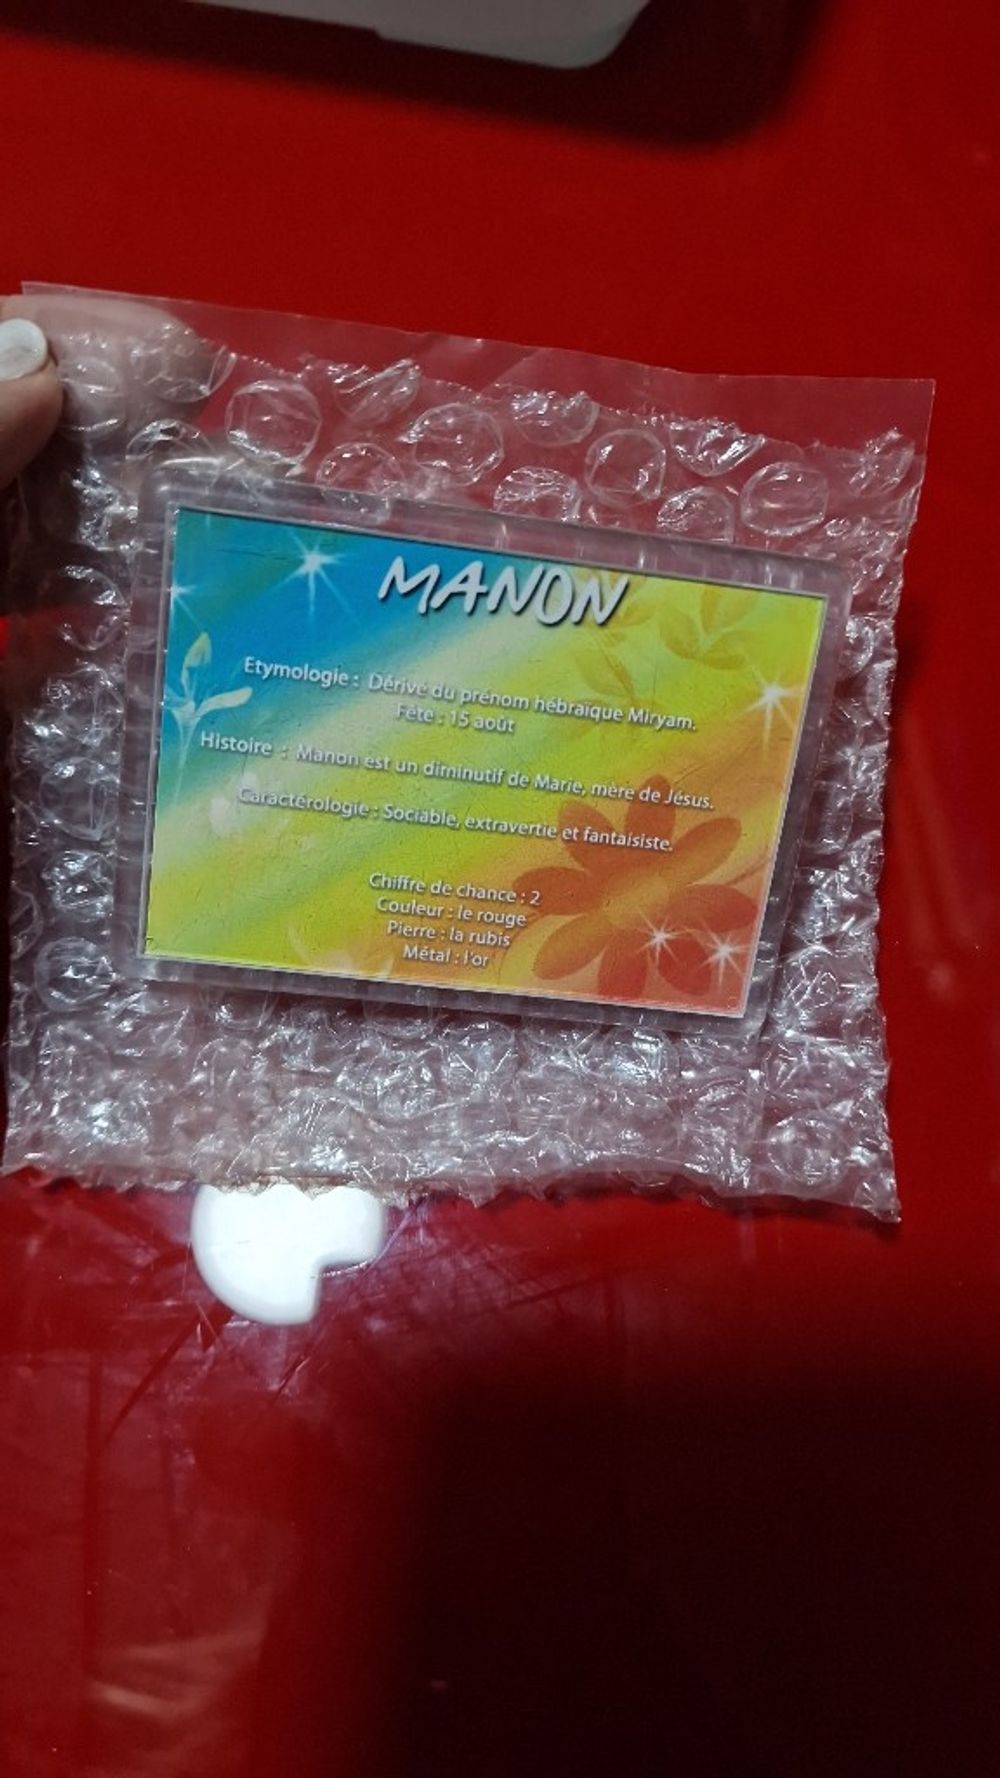 MANON
Etymologie : Dérivé du prénom hébraïque Miryam.
Fête : 15 août
Histoire : Manon est un diminutif de Marie, mère de Jésus.
Caractérologie : Sociable, extravertie et fantaisiste.
Chiffre de chance : 2
Couleur : le rouge
Pierre : la rubis
Métal : l'or